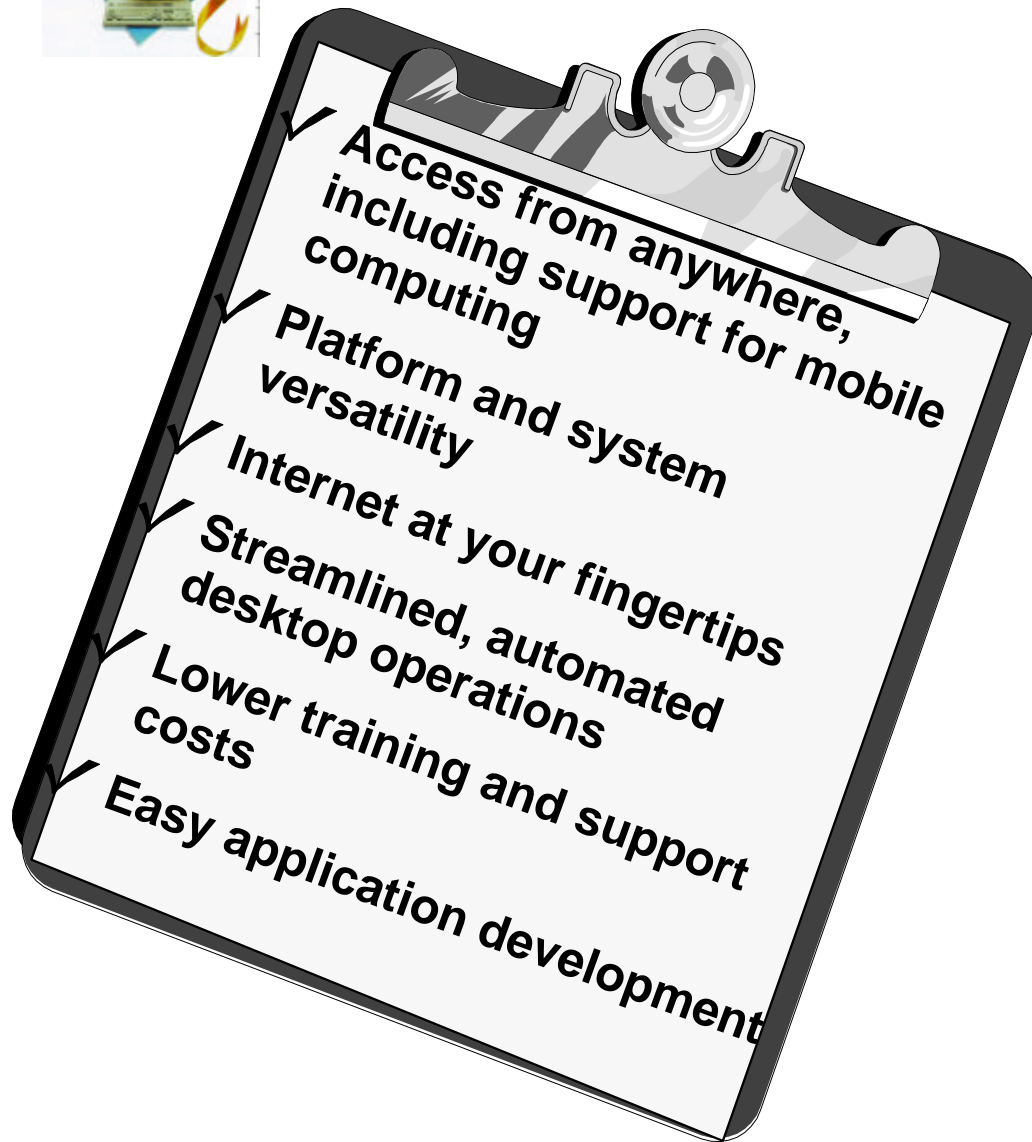 Access from anywhere,
including support for mobile
computing
Platform and system
versatility
Internet at your fingertips
Streamlined, automated
desktop operations
Lower training and support
costs
Easy application development